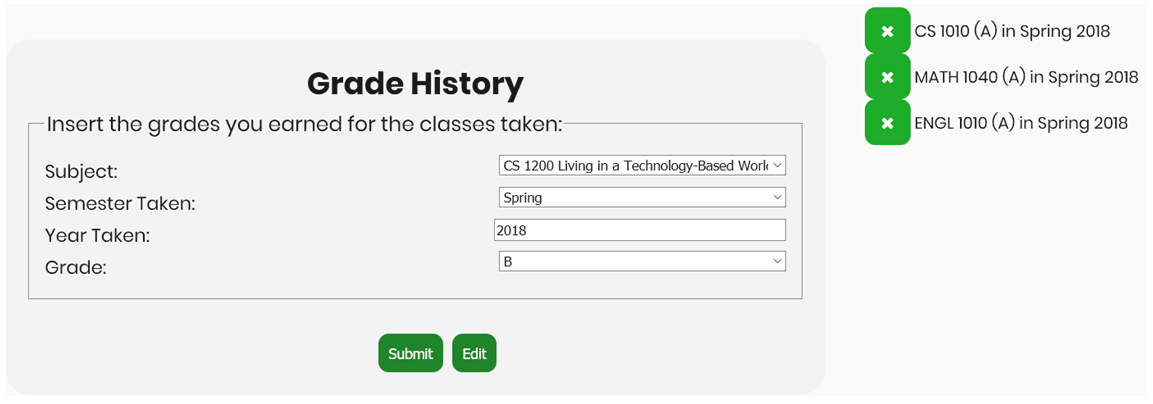 Grade History
Insert the grades you earned for the classes taken:
Subject: CS 1200 Living in a Technology-Based Worl
Semester Taken: Spring
Year Taken: 2018
Grade: B
Submit Edit
CS 1010 (A) in Spring 2018
MATH 1040 (A) in Spring 2018
ENGL 1010 (A) in Spring 2018